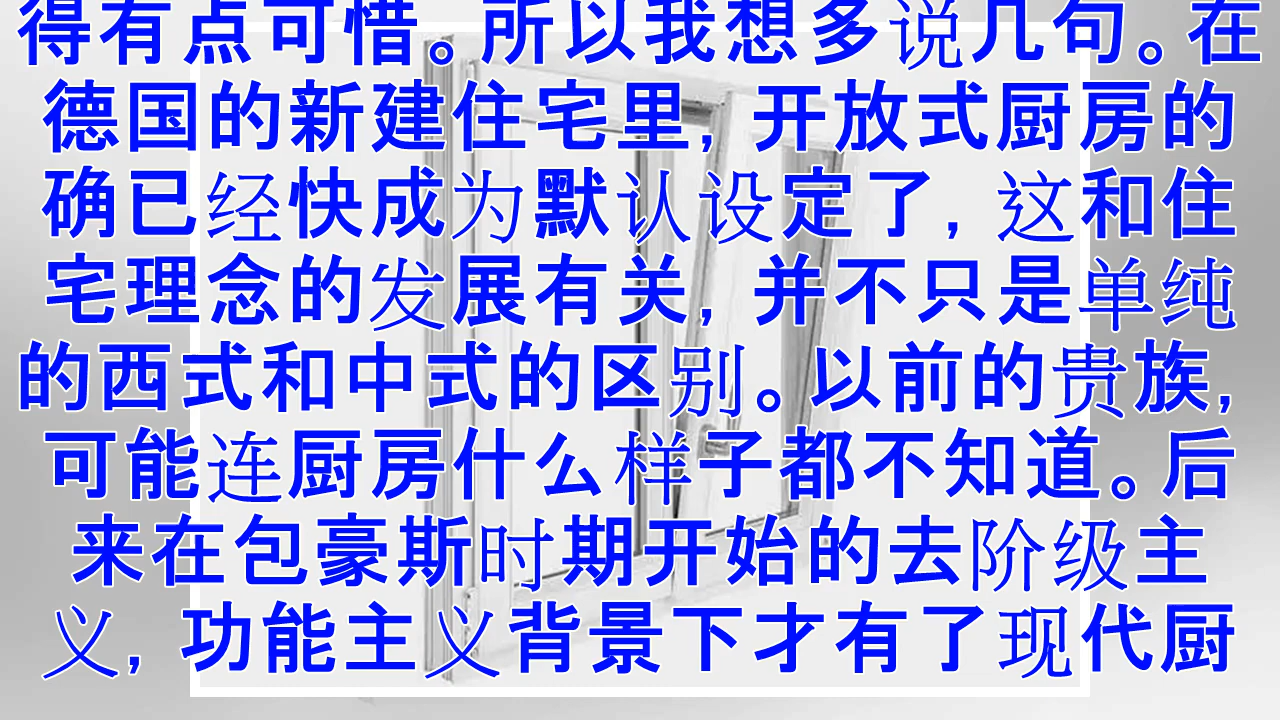 得有点可惜。所以我想多说几句。在
德国的新建住宅里，开放式厨房的
确已经快成为默认设定了，这和住
宅理念的发展有关，并不只是单纯
的西式和中式的区别。以前的贵族，
可能连厨房什么样子都不知道。后
来在包豪斯时期开始的去阶级主
义，功能主义背景下才有了现代厨